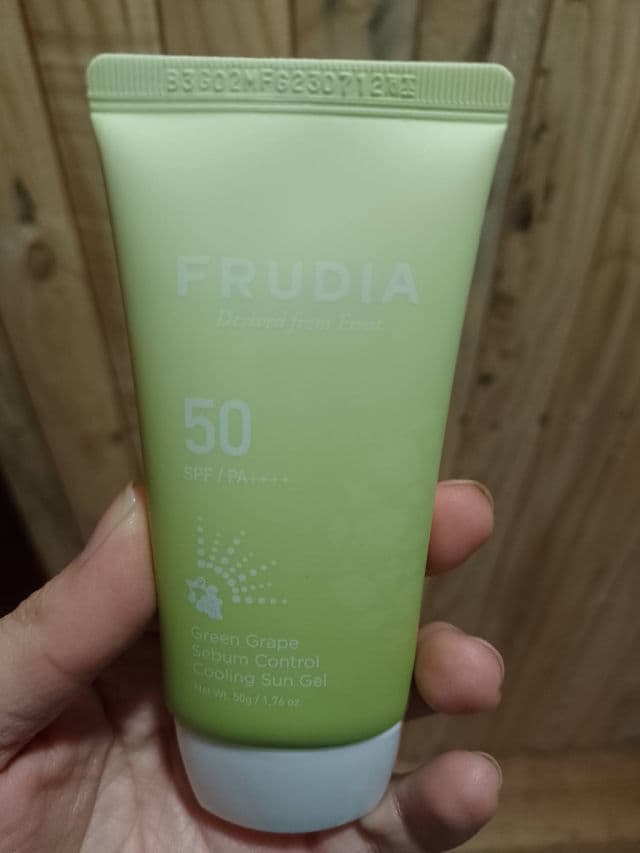 B3G02MFG230712
FRUDIA
Derived from Fruit
50
SPF / PA++++
Green Grape
Sebum Control
Cooling Sun Gel
Net Wt. 50g / 1.76 oz.